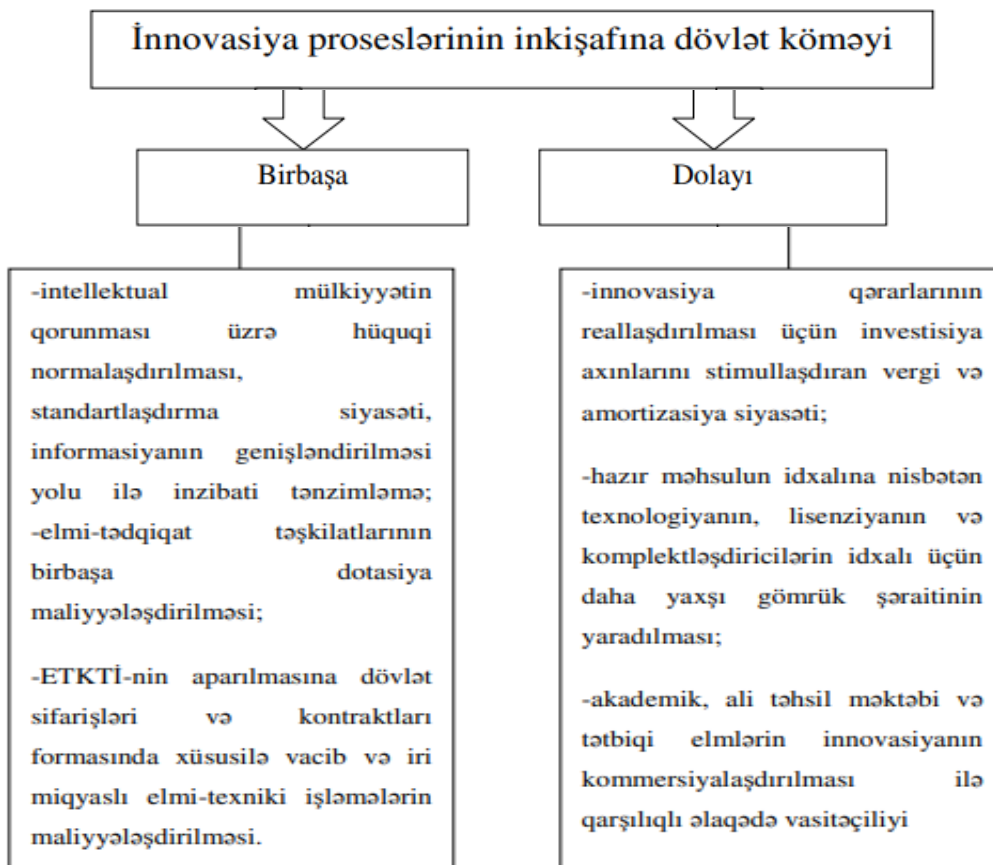 İnnovasiya proseslərinin inkişafına dövlət köməyi
Birbaşa
-intellektual mülkiyyətin
qorunması üzrə hüquqi
normalaşdırılması,
standartlaşdırma siyasəti,
informasiyanın genişləndirilməsi
yolu ilə inzibati tənzimləmə;
-elmi-tədqiqat təşkilatlarının
birbaşa dotasiya
maliyyələşdirilməsi;
-ETKTİ-nin aparılmasına dövlət
sifarişləri və kontraktları
formasında xüsusilə vacib və iri
miqyaslı elmi-texniki işləmələrin
maliyyələşdirilməsi.
Dolayı
-innovasiya qərarlarının
reallaşdırılması üçün investisiya
axınlarını stimullaşdıran vergi və
amortizasiya siyasəti;
-hazır məhsulun idxalına nisbətən
texnologiyanın, lisenziyanın və
komplektləşdiricilərin idxalı üçün
daha yaxşı gömrük şəraitinin
yaradılması;
-akademik, ali təhsil məktəbi və
tətbiqi elmlərin innovasiyanın
kommersiyalaşdırılması ilə
qarşılıqlı əlaqədə vasitəçiliyi